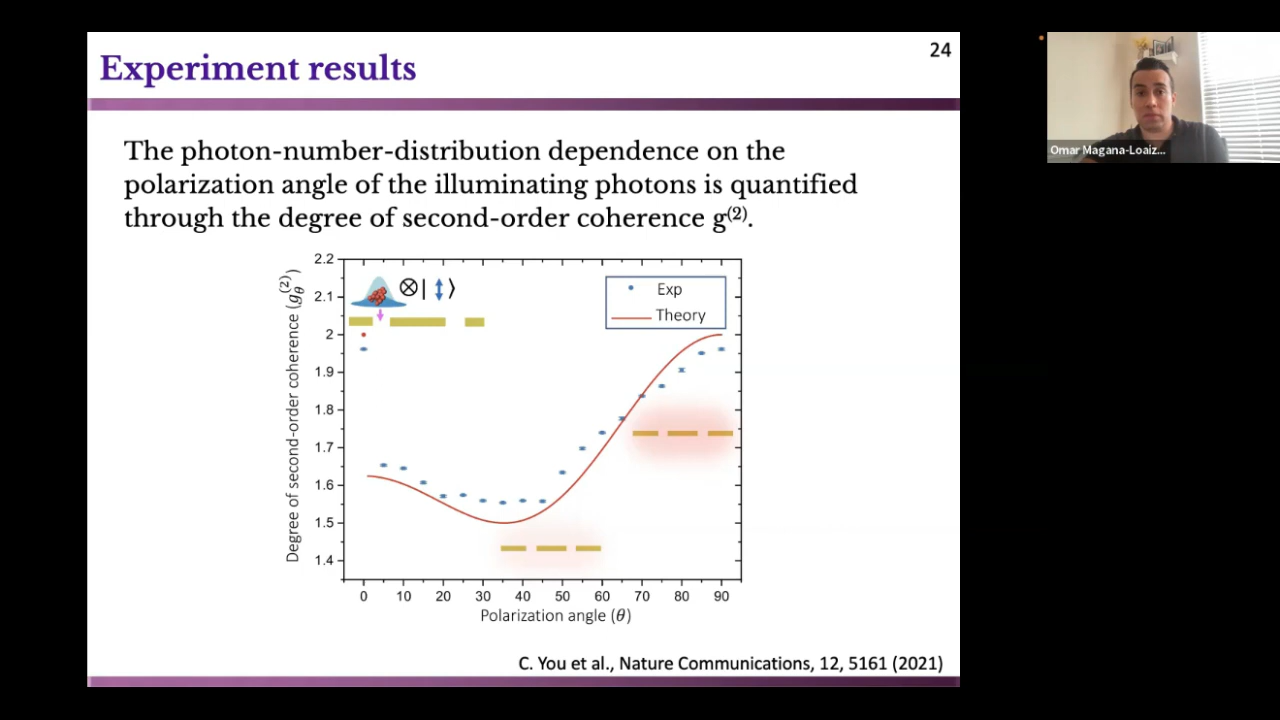 Experiment results
24
The photon-number-distribution dependence on the
polarization angle of the illuminating photons is quantified
through the degree of second-order coherence g⁽²⁾.
Degree of second-order coherence (g_θ^(2))
2.2
2.1
2
1.9
1.8
1.7
1.6
1.5
1.4
⊗|↕⟩
Exp
Theory
0 10 20 30 40 50 60 70 80 90
Polarization angle (θ)
C. You et al., Nature Communications, 12, 5161 (2021)
Omar Magana-Loaiz...